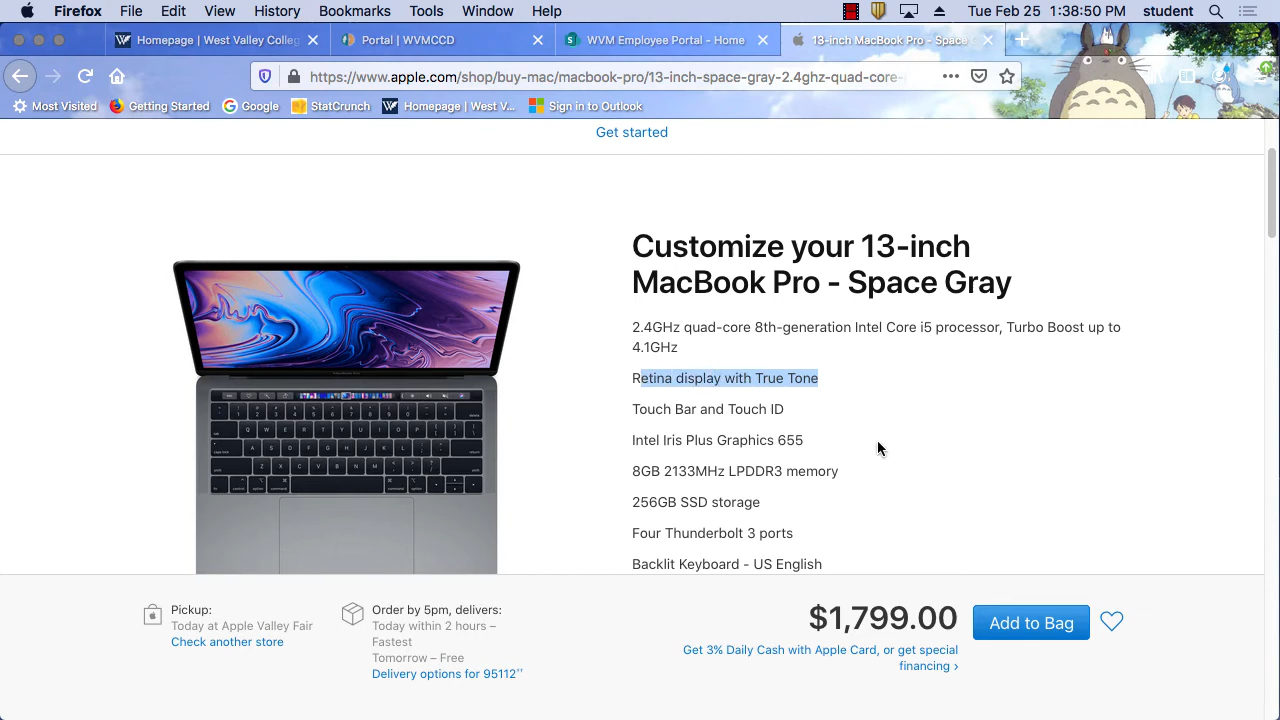 Firefox File Edit View History Bookmarks Tools Window Help Tue Feb 25 1:38:50 PM student
Homepage | West Valley Colleg Portal | WVMCCD WVM Employee Portal - Home 13-inch MacBook Pro - Space
https://www.apple.com/shop/buy-mac/macbook-pro/13-inch-space-gray-2.4ghz-quad-core-
Most Visited Getting Started Google StatCrunch Homepage | West V... Sign in to Outlook
Get started
Customize your 13-inch
MacBook Pro - Space Gray
2.4GHz quad-core 8th-generation Intel Core i5 processor, Turbo Boost up to
4.1GHz
Retina display with True Tone
Touch Bar and Touch ID
Intel Iris Plus Graphics 655
8GB 2133MHz LPDDR3 memory
256GB SSD storage
Four Thunderbolt 3 ports
Backlit Keyboard - US English
Pickup:
Today at Apple Valley Fair
Check another store
Order by 5pm, delivers:
Today within 2 hours –
Fastest
Tomorrow – Free
Delivery options for 95112
$1,799.00
Add to Bag
Get 3% Daily Cash with Apple Card, or get special
financing ›